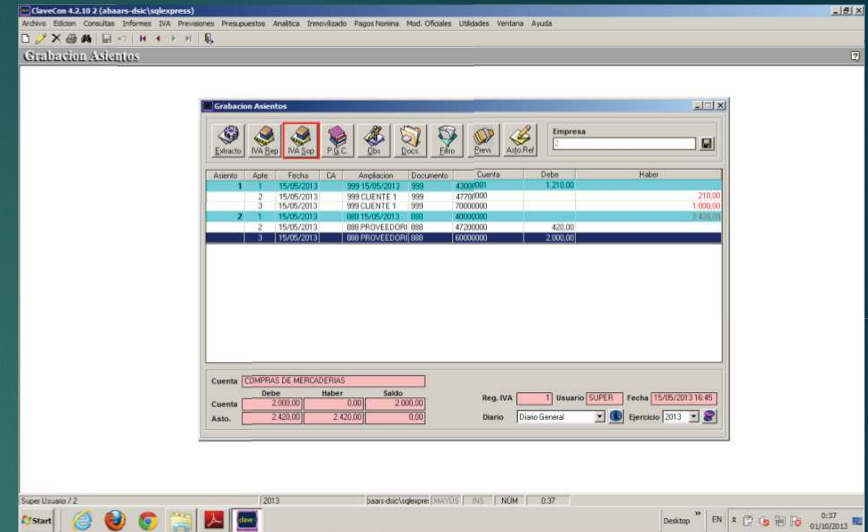 ClaveCon 4.2.10 2 (abaars-dsic\sqlexpress)
Archivo Edicion Consultas Informes IVA Previsiones Presupuestos Analitica Inmovilizado Pagos Nomina Mod. Oficiales Utilidades Ventana Ayuda
Grabacion Asientos
Grabacion Asientos
Extracto IVA Rep IVA Sop P.G.C. Obs Docs. Filtro Previ. Asto.Ref
Empresa
2
Asiento Apte Fecha CA Ampliacion Documento Cuenta Debe Haber
1 1 15/05/2013 999 15/05/2013 999 43000001 1.210,00
2 15/05/2013 999 CLIENTE 1 999 47700000 210,00
3 15/05/2013 999 CLIENTE 1 999 70000000 1.000,00
2 1 15/05/2013 888 15/05/2013 888 40000000 2.420,00
2 15/05/2013 888 PROVEEDORI 888 47200000 420,00
3 15/05/2013 888 PROVEEDORI 888 60000000 2.000,00
Cuenta COMPRAS DE MERCADERIAS
Debe Haber Saldo
Cuenta 2.000,00 0,00 2.000,00
Asto. 2.420,00 2.420,00 0,00
Reg. IVA 1 Usuario SUPER Fecha 15/05/2013 16:45
Diario Diario General Ejercicio 2013
Super Usuario / 2 2013 baars-dsic\sqlexpre: MAYUS INS NÚM 0:37
Start clave Desktop EN 0:37
01/10/2013